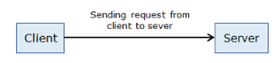 Sending request from
client to sever
Client
Server